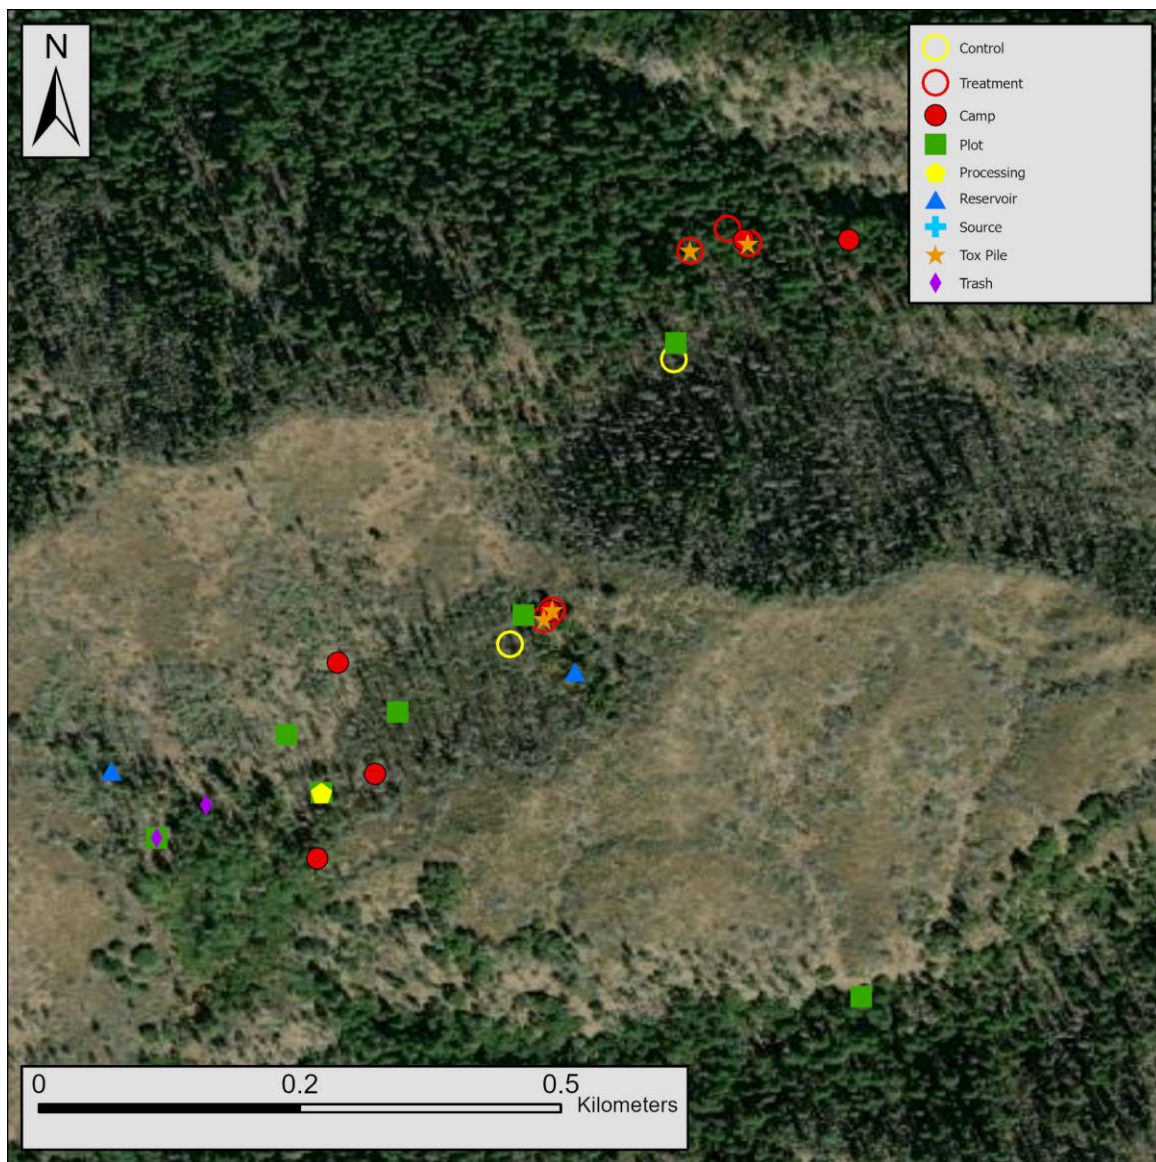 N
Control
Treatment
Camp
Plot
Processing
Reservoir
Source
Tox Pile
Trash
0 0.2 0.5
Kilometers